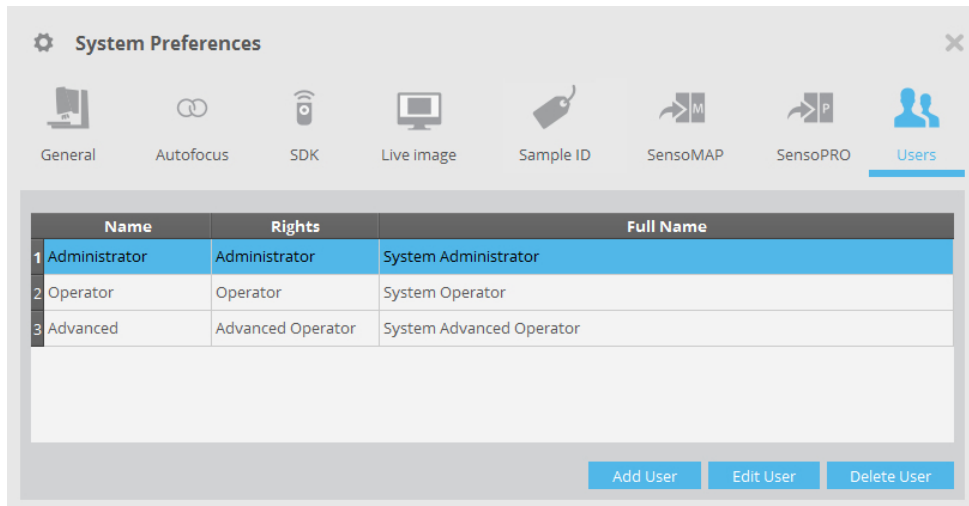 System Preferences
General Autofocus SDK Live image Sample ID M SensoMAP P SensoPRO Users
Name Rights Full Name
1 Administrator Administrator System Administrator
2 Operator Operator System Operator
3 Advanced Advanced Operator System Advanced Operator
Add User Edit User Delete User